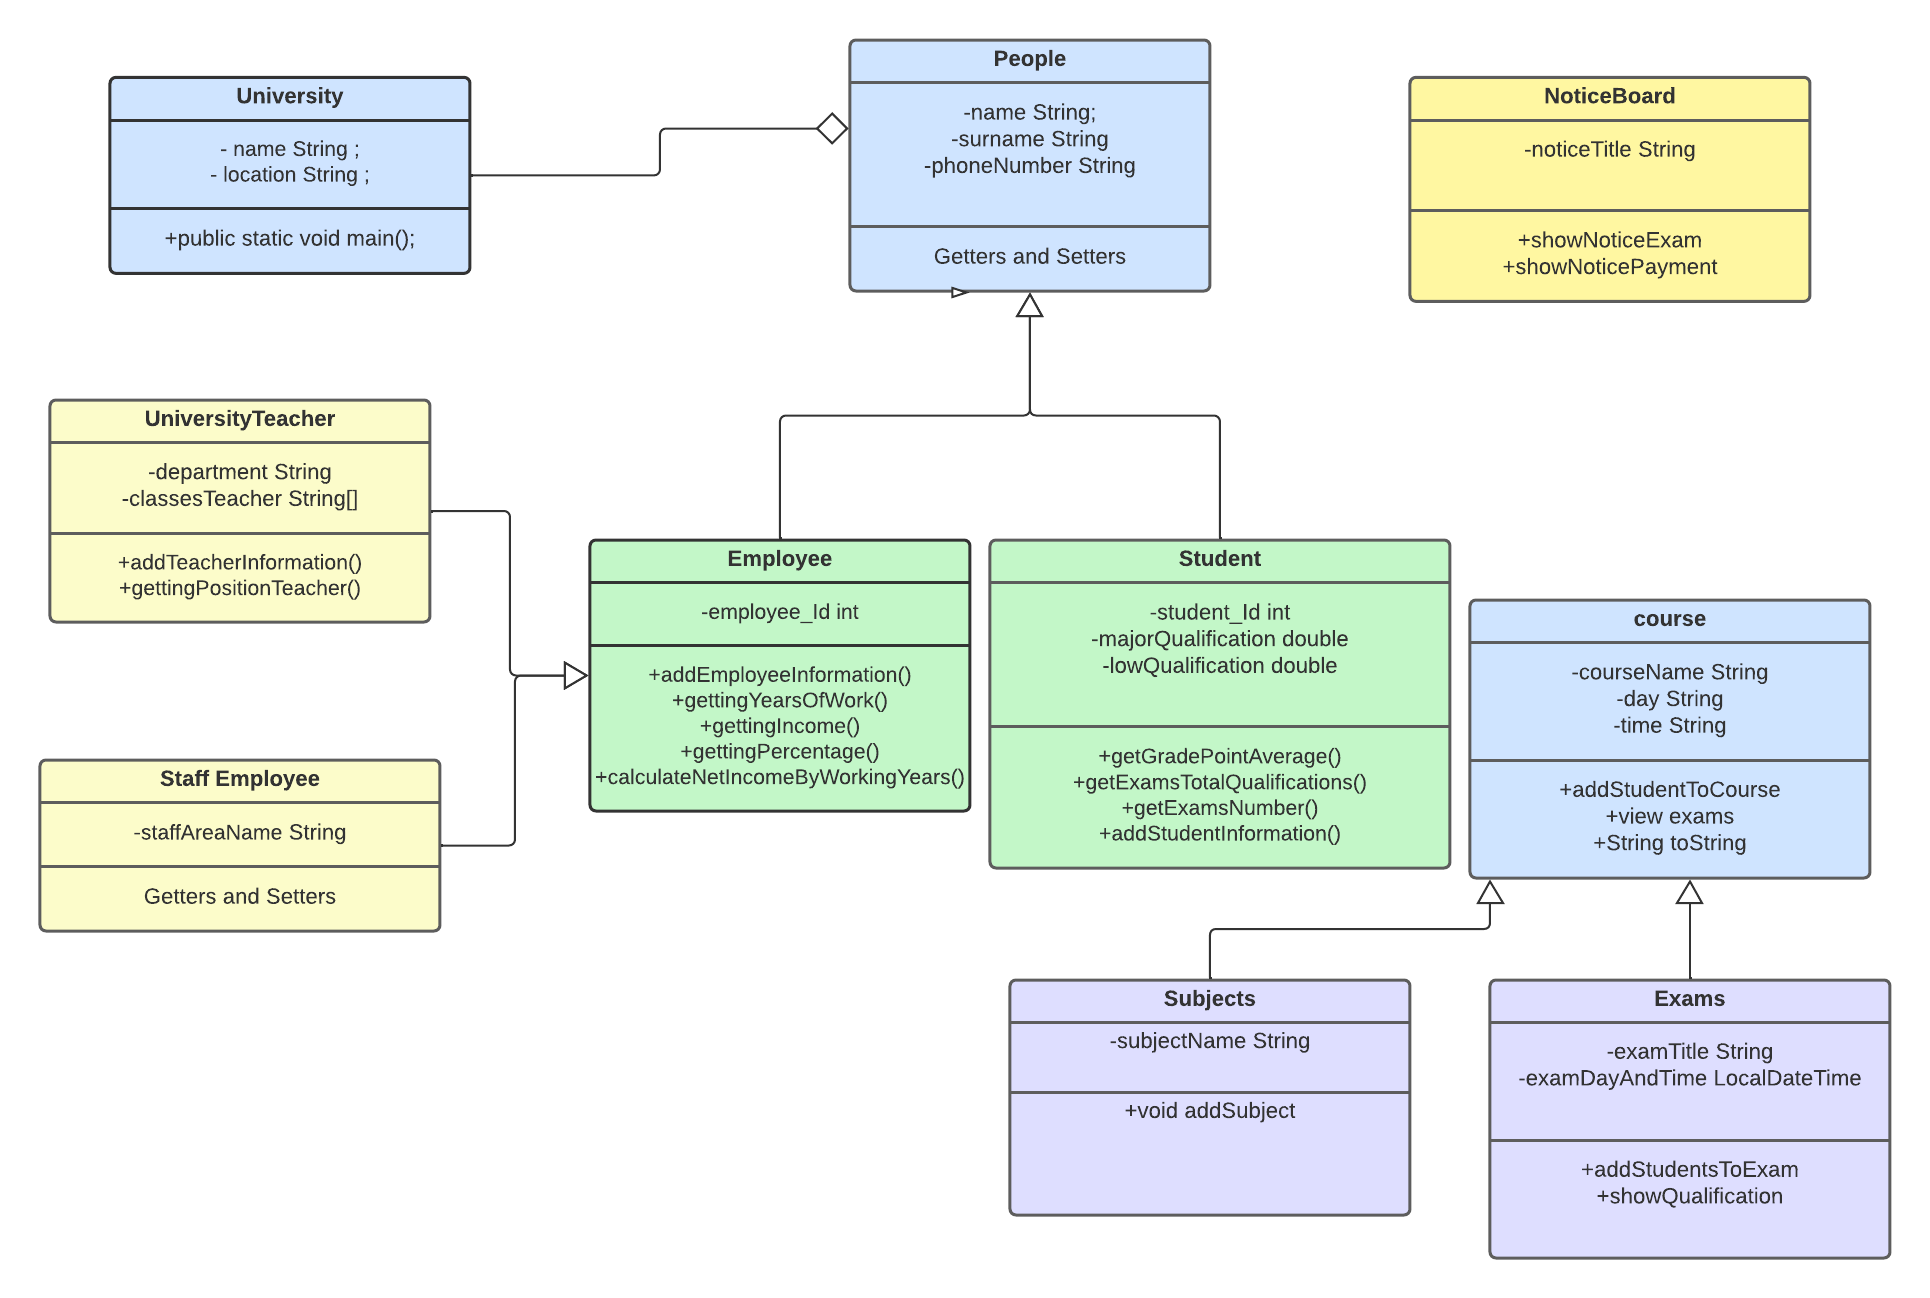 University
- name String ;
- location String ;
+public static void main();
People
-name String;
-surname String
-phoneNumber String
Getters and Setters
NoticeBoard
-noticeTitle String
+showNoticeExam
+showNoticePayment
UniversityTeacher
-department String
-classesTeacher String[]
+addTeacherInformation()
+gettingPositionTeacher()
Employee
-employee_Id int
+addEmployeeInformation()
+gettingYearsOfWork()
+gettingIncome()
+gettingPercentage()
+calculateNetIncomeByWorkingYears()
Student
-student_Id int
-majorQualification double
-lowQualification double
+getGradePointAverage()
+getExamsTotalQualifications()
+getExamsNumber()
+addStudentInformation()
course
-courseName String
-day String
-time String
+addStudentToCourse
+view exams
+String toString
Staff Employee
-staffAreaName String
Getters and Setters
Subjects
-subjectName String
+void addSubject
Exams
-examTitle String
-examDayAndTime LocalDateTime
+addStudentsToExam
+showQualification